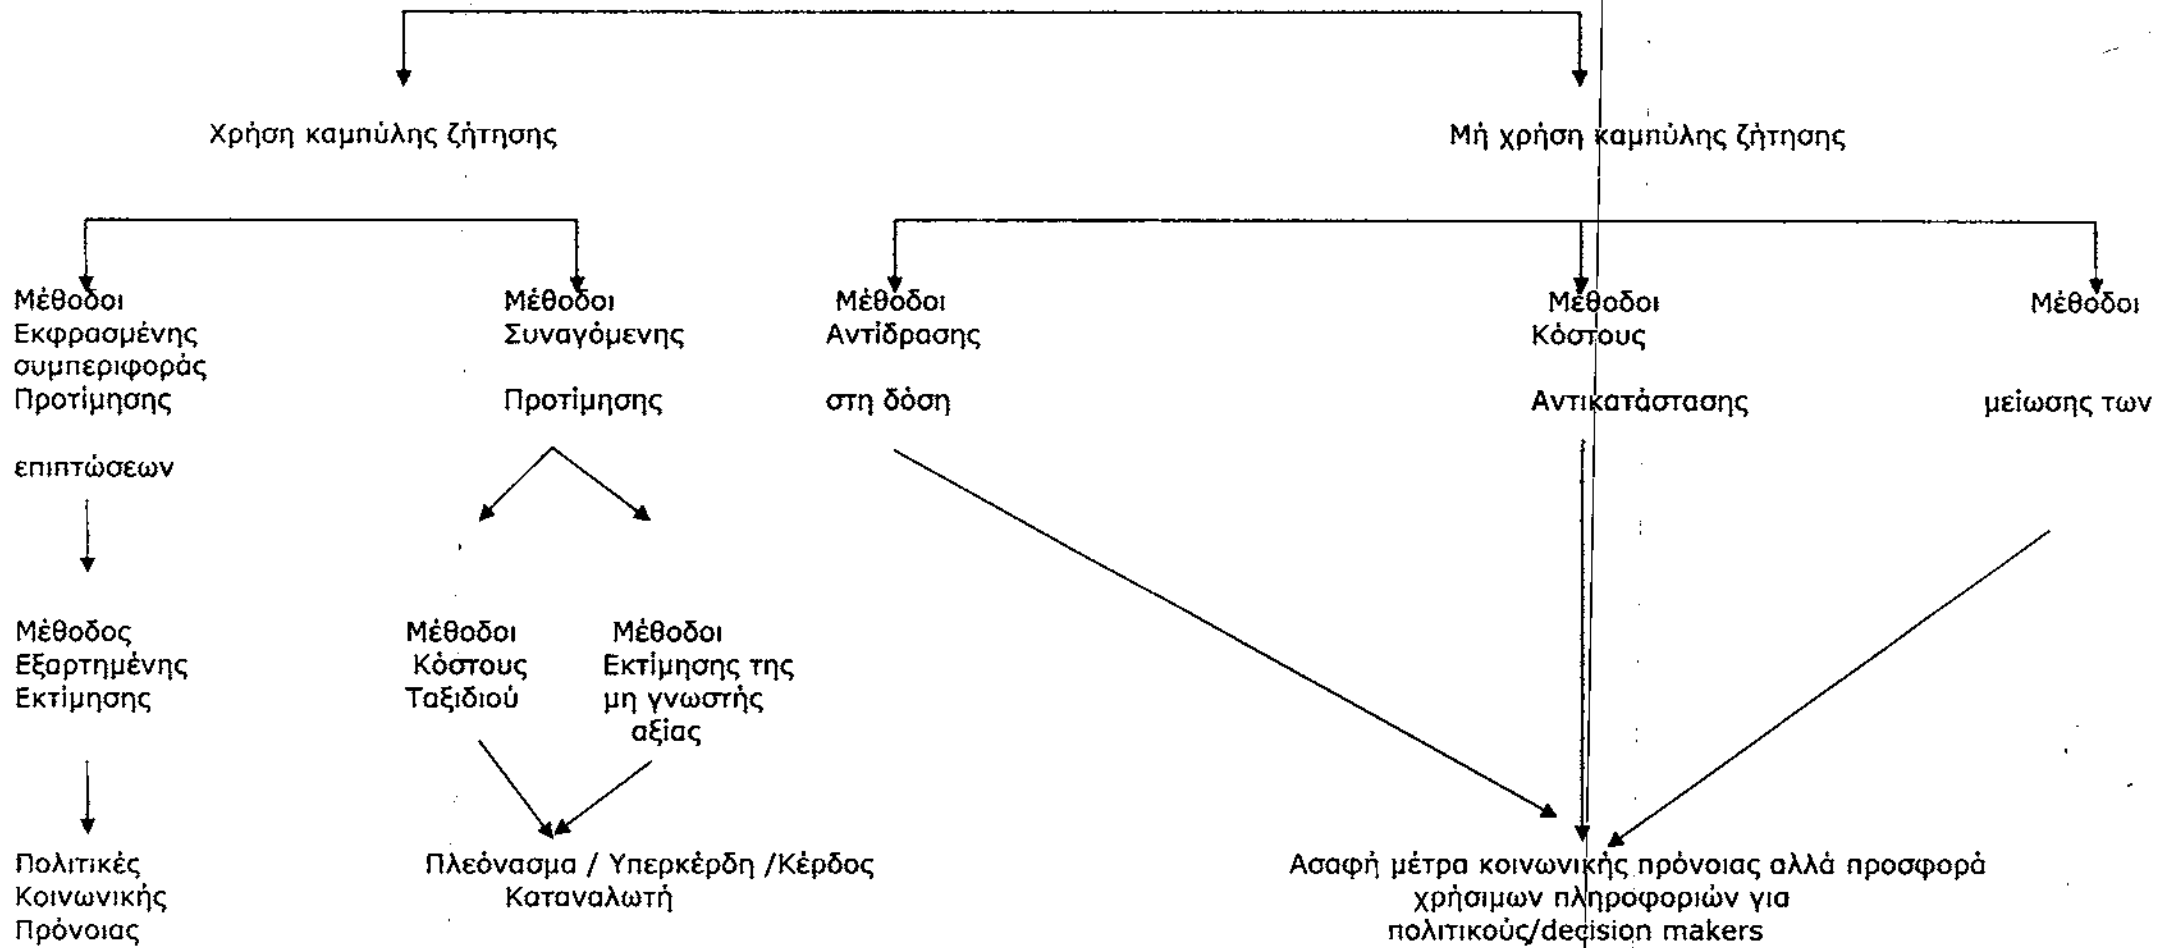 Χρήση καμπύλης ζήτησης
Μή χρήση καμπύλης ζήτησης
Μέθοδοι
Εκφρασμένης
συμπεριφοράς
Προτίμησης
επιπτώσεων
Μέθοδοι
Συναγόμενης
Προτίμησης
Μέθοδοι
Αντίδρασης
στη δόση
Μέθοδοι
Κόστους
Αντικατάστασης
Μέθοδοι
μείωσης των
Μέθοδος
Εξαρτημένης
Εκτίμησης
Μέθοδοι
Κόστους
Ταξιδιού
Μέθοδοι
Εκτίμησης της
μη γνωστής
αξίας
Πολιτικές
Κοινωνικής
Πρόνοιας
Πλεόνασμα / Υπερκέρδη /Κέρδος
Καταναλωτή
Ασαφή μέτρα κοινωνικής πρόνοιας αλλά προσφορά
χρήσιμων πληροφοριών για
πολιτικούς/decision makers